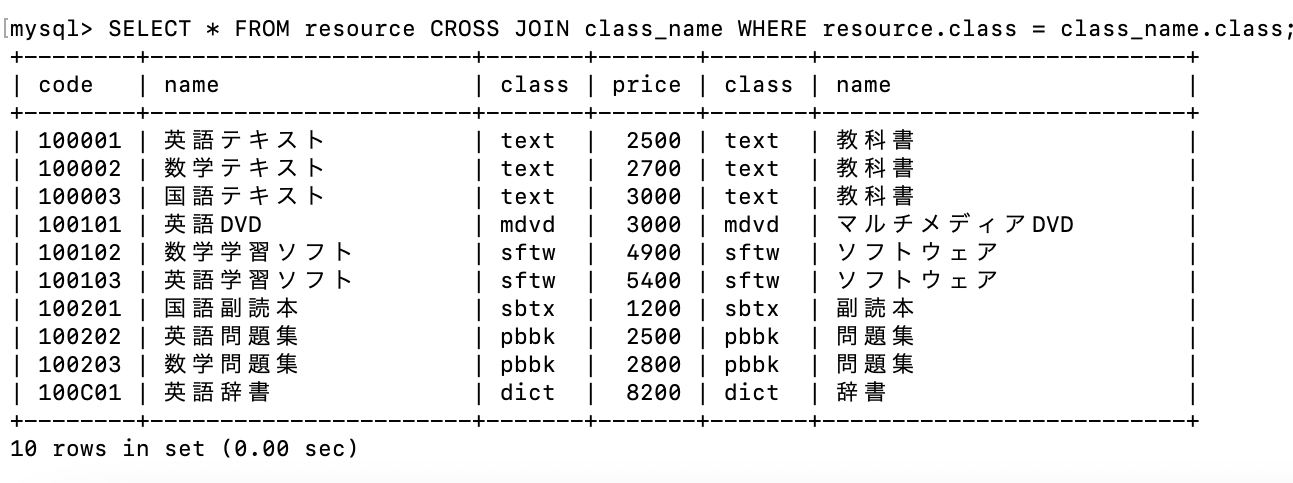 mysql> SELECT * FROM resource CROSS JOIN class_name WHERE resource.class = class_name.class;
+--------+------------------------+-------+-------+-------+---------------------------+
| code   | name                   | class | price | class | name                      |
+--------+------------------------+-------+-------+-------+---------------------------+
| 100001 | 英語テキスト | text | 2500 | text | 教科書 |
| 100002 | 数学テキスト | text | 2700 | text | 教科書 |
| 100003 | 国語テキスト | text | 3000 | text | 教科書 |
| 100101 | 英語DVD | mdvd | 3000 | mdvd | マルチメディアDVD |
| 100102 | 数学学習ソフト | sftw | 4900 | sftw | ソフトウェア |
| 100103 | 英語学習ソフト | sftw | 5400 | sftw | ソフトウェア |
| 100201 | 国語副読本 | sbtx | 1200 | sbtx | 副読本 |
| 100202 | 英語問題集 | pbbk | 2500 | pbbk | 問題集 |
| 100203 | 数学問題集 | pbbk | 2800 | pbbk | 問題集 |
| 100C01 | 英語辞書 | dict | 8200 | dict | 辞書 |
+--------+------------------------+-------+-------+-------+---------------------------+
10 rows in set (0.00 sec)